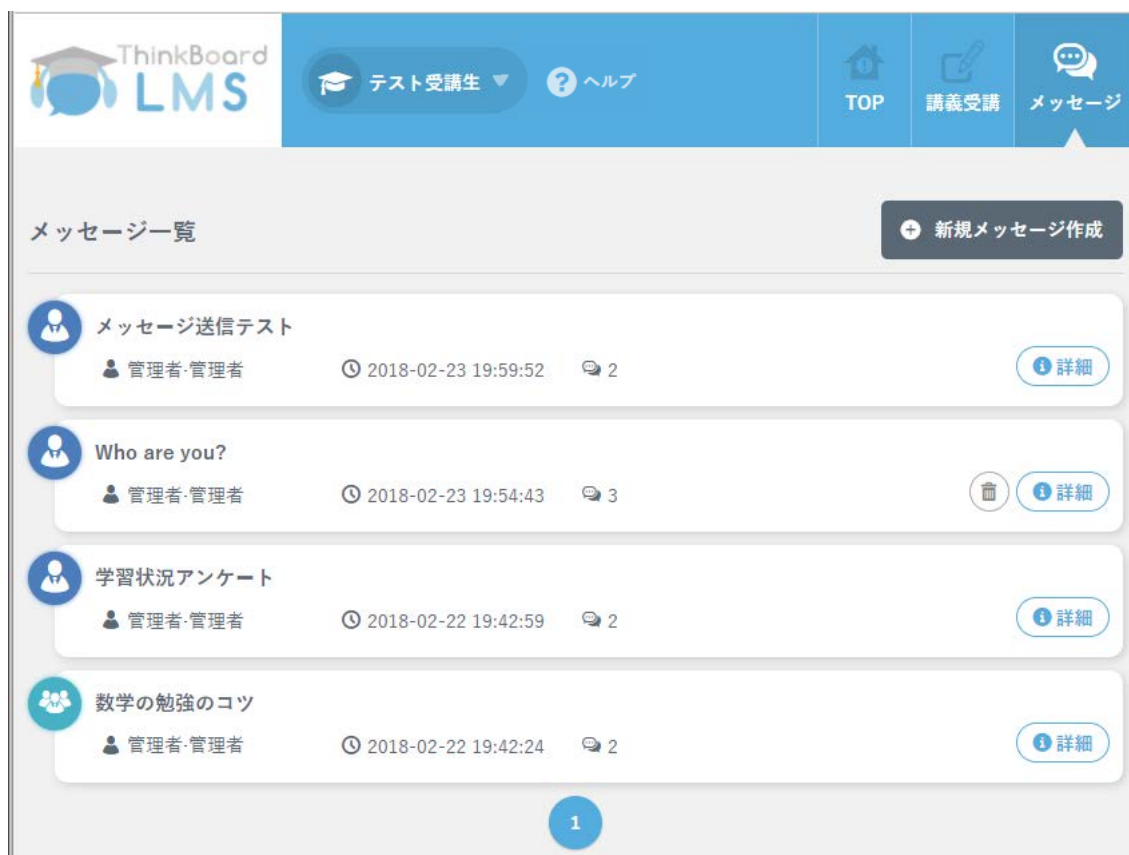 ThinkBoard
LMS
テスト受講生
ヘルプ
TOP
講義受講
メッセージ
メッセージ一覧
新規メッセージ作成
メッセージ送信テスト
管理者·管理者 2018-02-23 19:59:52 2 詳細
Who are you?
管理者·管理者 2018-02-23 19:54:43 3 詳細
学習状況アンケート
管理者·管理者 2018-02-22 19:42:59 2 詳細
数学の勉強のコツ
管理者·管理者 2018-02-22 19:42:24 2 詳細
1